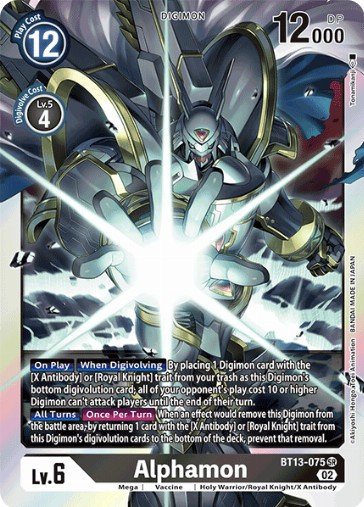 Play Cost
12
DIGIMON
12000
DP
Digivolve Cost
Lv.5
4
Tonamikanji
©Akiyoshi Hongo, Toei Animation BANDAI MADE IN JAPAN
On Play When Digivolving By placing 1 Digimon card with the
[X Antibody] or [Royal Knight] trait from your trash as this Digimon's
bottom digivolution card, all of your opponent's play cost 10 or higher
Digimon can't attack players until the end of their turn.
All Turns Once Per Turn When an effect would remove this Digimon from
the battle area, by returning 1 card with the [X Antibody] or [Royal Knight] trait from
this Digimon's digivolution cards to the bottom of the deck, prevent that removal.
BT13-075 SR
Lv.6
Alphamon
02
Mega Vaccine Holy Warrior/Royal Knight/X Antibody